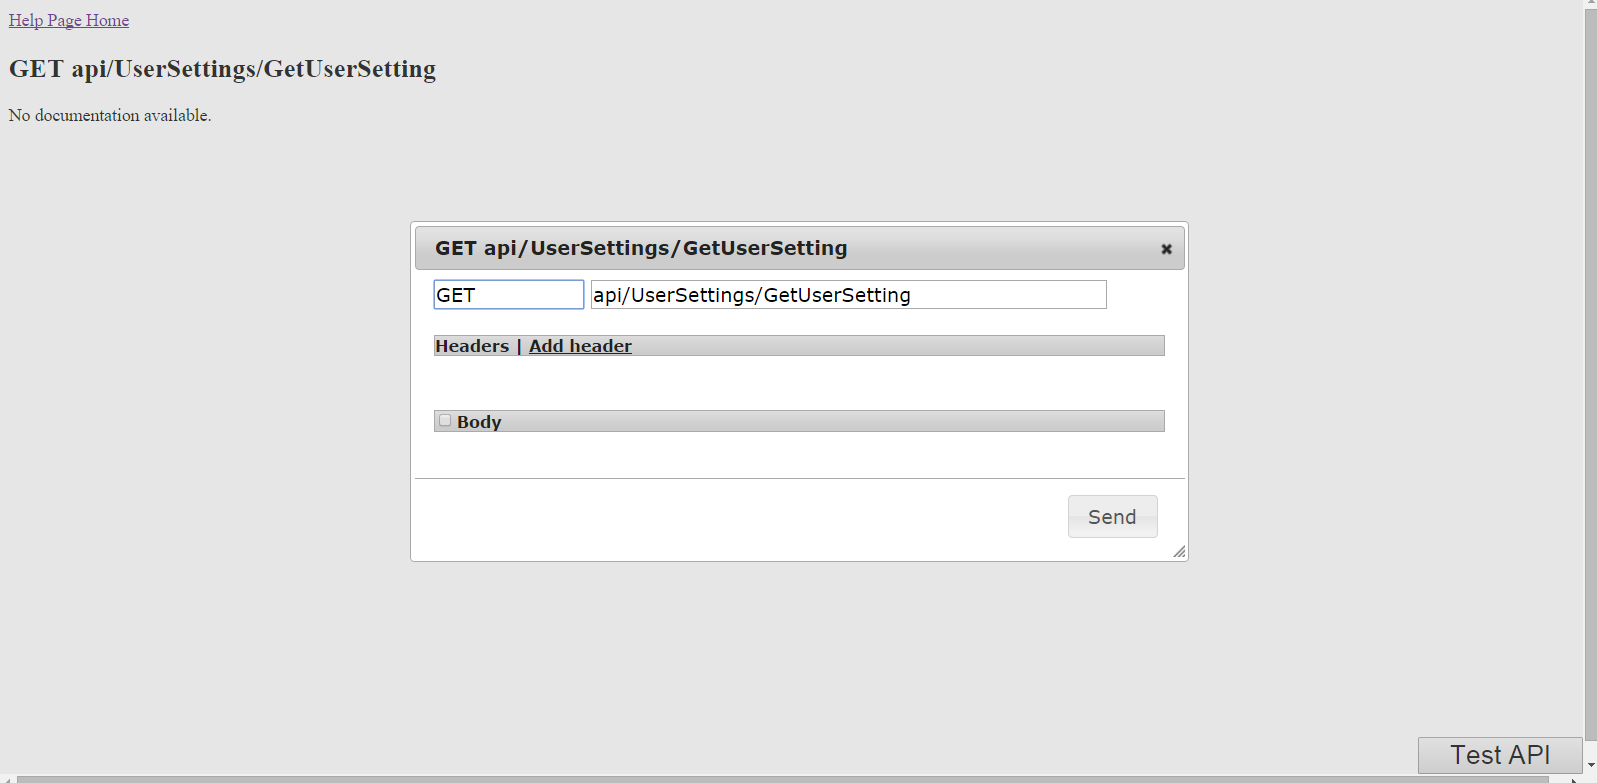 Help Page Home
GET api/UserSettings/GetUserSetting
No documentation available.
GET api/UserSettings/GetUserSetting
GET api/UserSettings/GetUserSetting
Headers | Add header
Body
Send
Test API